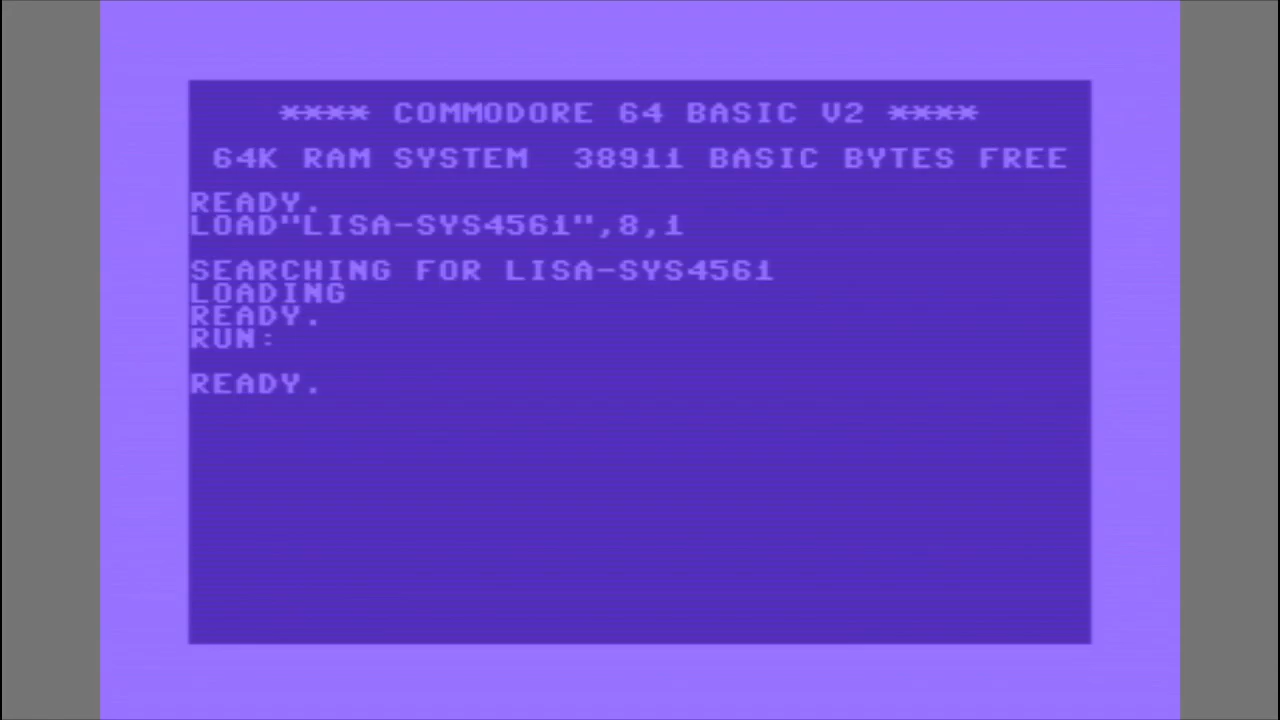 **** COMMODORE 64 BASIC V2 ****
64K RAM SYSTEM  38911 BASIC BYTES FREE
READY.
LOAD"LISA-SYS4561",8,1
SEARCHING FOR LISA-SYS4561
LOADING
READY.
RUN:
READY.